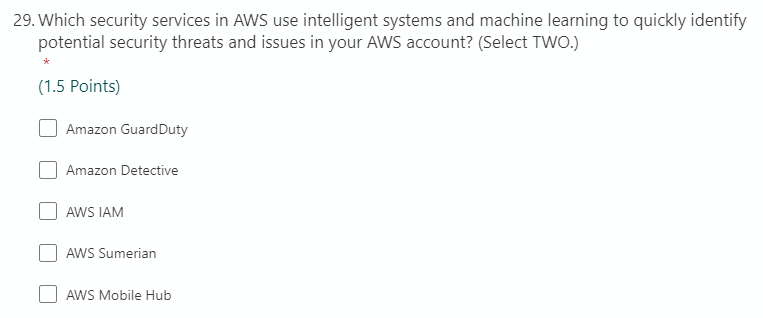 29. Which security services in AWS use intelligent systems and machine learning to quickly identify
potential security threats and issues in your AWS account? (Select TWO.)
*
(1.5 Points)
Amazon GuardDuty
Amazon Detective
AWS IAM
AWS Sumerian
AWS Mobile Hub